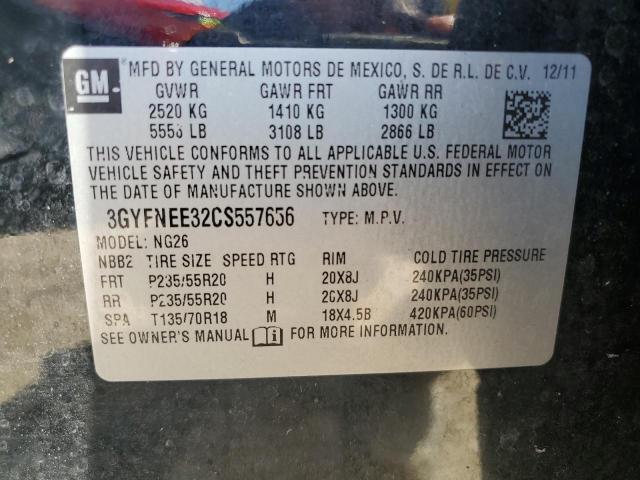 GM MFD BY GENERAL MOTORS DE MEXICO, S. DE R.L. DE C.V. 12/11
GVWR GAWR FRT GAWR RR
2520 KG 1410 KG 1300 KG
5556 LB 3108 LB 2866 LB
THIS VEHICLE CONFORMS TO ALL APPLICABLE U.S. FEDERAL MOTOR
VEHICLE SAFETY AND THEFT PREVENTION STANDARDS IN EFFECT ON
THE DATE OF MANUFACTURE SHOWN ABOVE.
3GYFNEE32CS557656 TYPE: M.P.V.
MODEL: NG26
NBB2 TIRE SIZE SPEED RTG RIM COLD TIRE PRESSURE
FRT P235/55R20 H 20X8J 240KPA(35PSI)
RR P235/55R20 H 20X8J 240KPA(35PSI)
SPA T135/70R18 M 18X4.5B 420KPA(60PSI)
SEE OWNER'S MANUAL FOR MORE INFORMATION